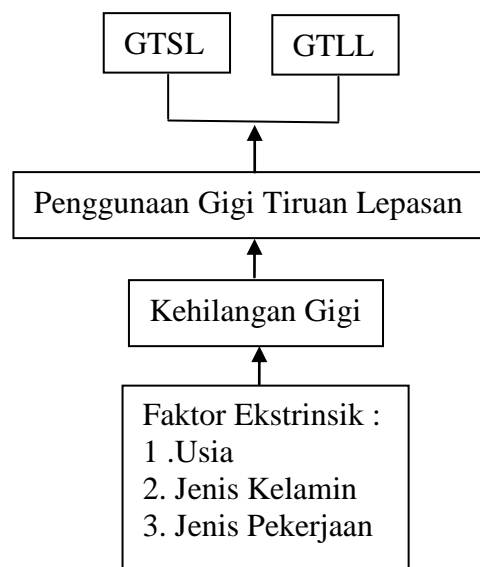 GTSL
GTLL
Penggunaan Gigi Tiruan Lepasan
Kehilangan Gigi
Faktor Ekstrinsik :
1 .Usia
2. Jenis Kelamin
3. Jenis Pekerjaan